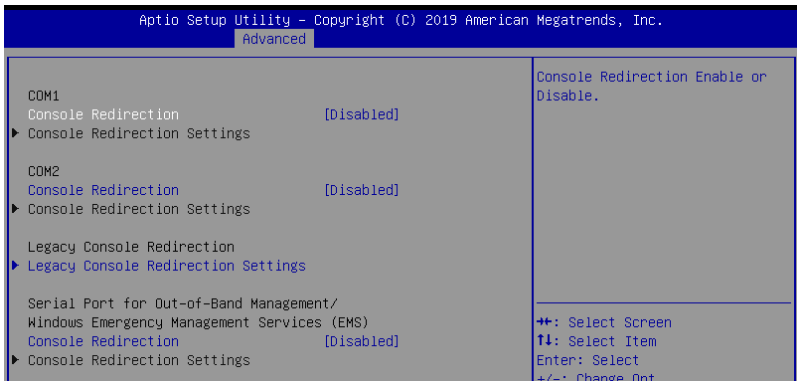 Aptio Setup Utility – Copyright (C) 2019 American Megatrends, Inc.
Advanced
COM1
Console Redirection [Disabled]
Console Redirection Settings
COM2
Console Redirection [Disabled]
Console Redirection Settings
Legacy Console Redirection
Legacy Console Redirection Settings
Serial Port for Out-of-Band Management/
Windows Emergency Management Services (EMS)
Console Redirection [Disabled]
Console Redirection Settings
Console Redirection Enable or
Disable.
→←: Select Screen
↑↓: Select Item
Enter: Select
+/-: Change Opt.